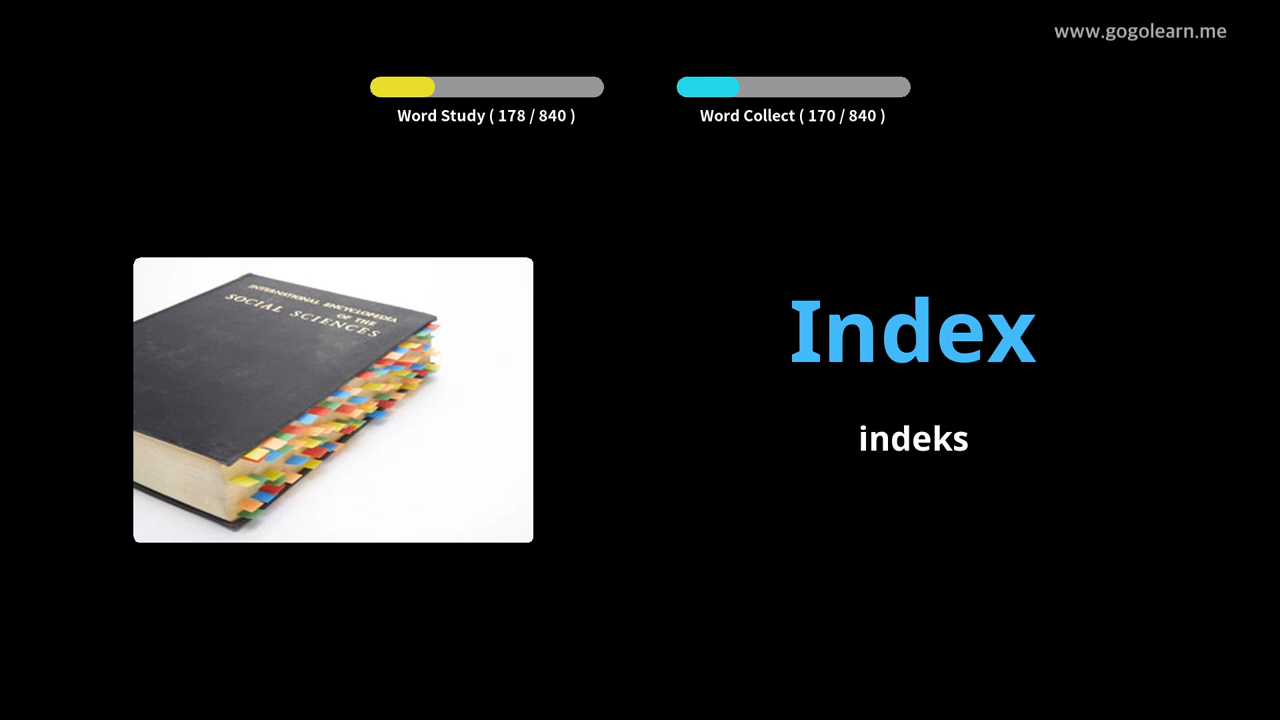 www.gogolearn.me
Word Study ( 178 / 840 )
Word Collect ( 170 / 840 )
INTERNATIONAL ENCYCLOPEDIA
OF THE
SOCIAL SCIENCES
Index
indeks